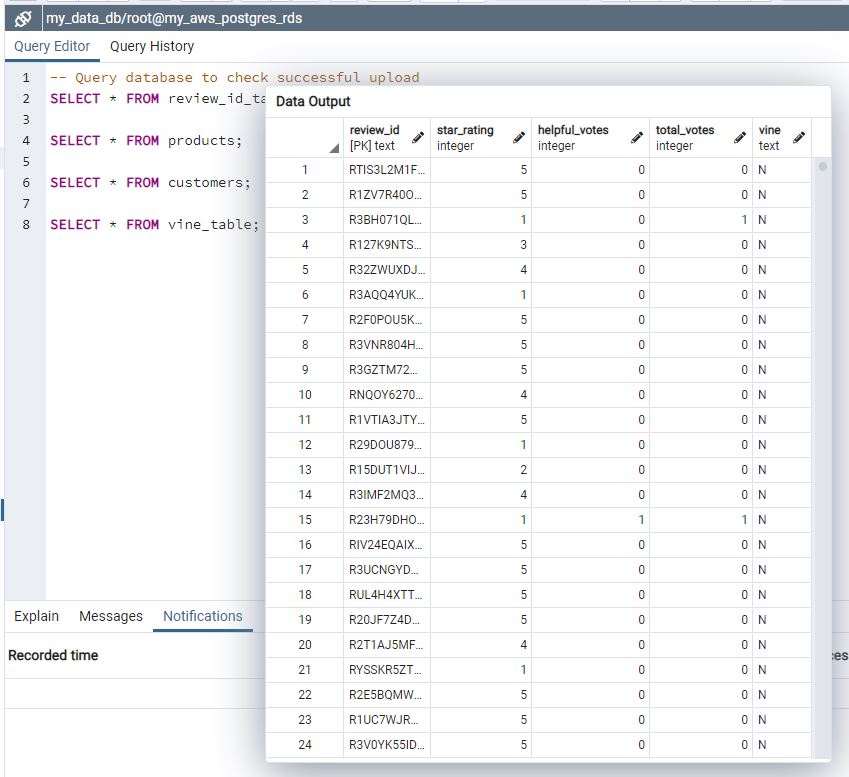 my_data_db/root@my_aws_postgres_rds
Query Editor Query History
1 -- Query database to check successful upload
2 SELECT * FROM review_id_ta
3
4 SELECT * FROM products;
5
6 SELECT * FROM customers;
7
8 SELECT * FROM vine_table;
Data Output
review_id star_rating helpful_votes total_votes vine
[PK] text integer integer integer text
1 RTIS3L2M1F... 5 0 0 N
2 R1ZV7R40O... 5 0 0 N
3 R3BH071QL... 1 0 1 N
4 R127K9NTS... 3 0 0 N
5 R32ZWUXDJ... 4 0 0 N
6 R3AQQ4YUK... 1 0 0 N
7 R2F0POU5K... 5 0 0 N
8 R3VNR804H... 5 0 0 N
9 R3GZTM72... 5 0 0 N
10 RNQOY6270... 4 0 0 N
11 R1VTIA3JTY... 5 0 0 N
12 R29DOU879... 1 0 0 N
13 R15DUT1VIJ... 2 0 0 N
14 R3IMF2MQ3... 4 0 0 N
15 R23H79DHO... 1 1 1 N
16 RIV24EQAIX... 5 0 0 N
17 R3UCNGYD... 5 0 0 N
18 RUL4H4XTT... 5 0 0 N
19 R20JF7Z4D... 5 0 0 N
20 R2T1AJ5MF... 4 0 0 N
21 RYSSKR5ZT... 1 0 0 N
22 R2E5BQMW... 5 0 0 N
23 R1UC7WJR... 5 0 0 N
24 R3V0YK55ID... 5 0 0 N
Explain Messages Notifications
Recorded time ces